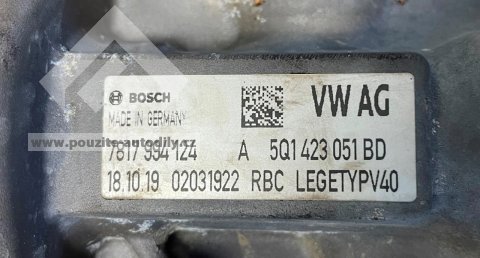 BOSCH VW AG
MADE IN GERMANY
www.pouzite-autodily.cz
7817 994 124 A 5Q1 423 051 BD
18.10.19 02031922 RBC LEGETYPV40